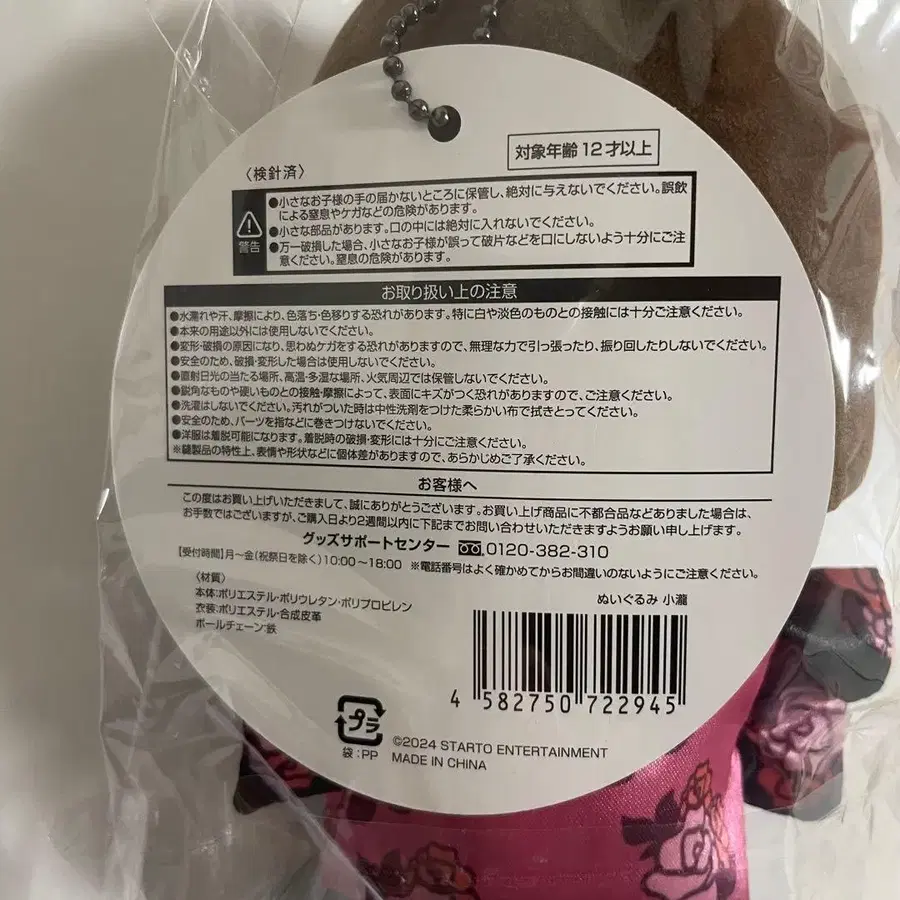 対象年齢12才以上
〈検針済〉
警告
●小さなお子様の手の届かないところに保管し、絶対に与えないでください。誤飲
による窒息やケガなどの危険があります。
●小さな部品があります。口の中には絶対に入れないでください。
●万一破損した場合、小さなお子様が誤って破片などを口にしないよう十分にご注
意ください。窒息の危険があります。
お取り扱い上の注意
●水濡れや汗、摩擦により、色落ち・色移りする恐れがあります。特に白や淡色のものとの接触には十分ご注意ください。
●本来の用途以外には使用しないでください。
●変形・破損の原因になり、思わぬケガをする恐れがありますので、無理な力で引っ張ったり、振り回したりしないでください。
●安全のため、破損・変形した場合は使用しないでください。
●直射日光の当たる場所、高温・多湿な場所、火気周辺では保管しないでください。
●鋭角なものや硬いものとの接触・摩擦によって、表面にキズがつく恐れがありますので、ご注意ください。
●洗濯はしないでください。汚れがついた時は中性洗剤をつけた柔らかい布で拭きとってください。
●安全のため、パーツを指などに巻きつけないでください。
●洋服は着脱可能になります。着脱時の破損・変形には十分にご注意ください。
※縫製品の特性上、表情や形状などに個体差がありますので、あらかじめご了承ください。
お客様へ
この度はお買い上げいただきまして、誠にありがとうございます。お買い上げ商品に不都合品などありました場合は、
お手数ではございますが、ご購入日より2週間以内に下記までお問い合わせいただきますようお願い申し上げます。
グッズサポートセンター 0120-382-310
【受付時間】月～金(祝祭日を除く)10:00～18:00 ※電話番号はよく確かめてからお間違いのないようにご注意ください。
〈材質〉
本体:ポリエステル・ポリウレタン・ポリプロピレン
衣装:ポリエステル・合成皮革
ボールチェーン:鉄
ぬいぐるみ 小瀧
4 582750 722945
プラ
袋:PP
©2024 STARTO ENTERTAINMENT
MADE IN CHINA